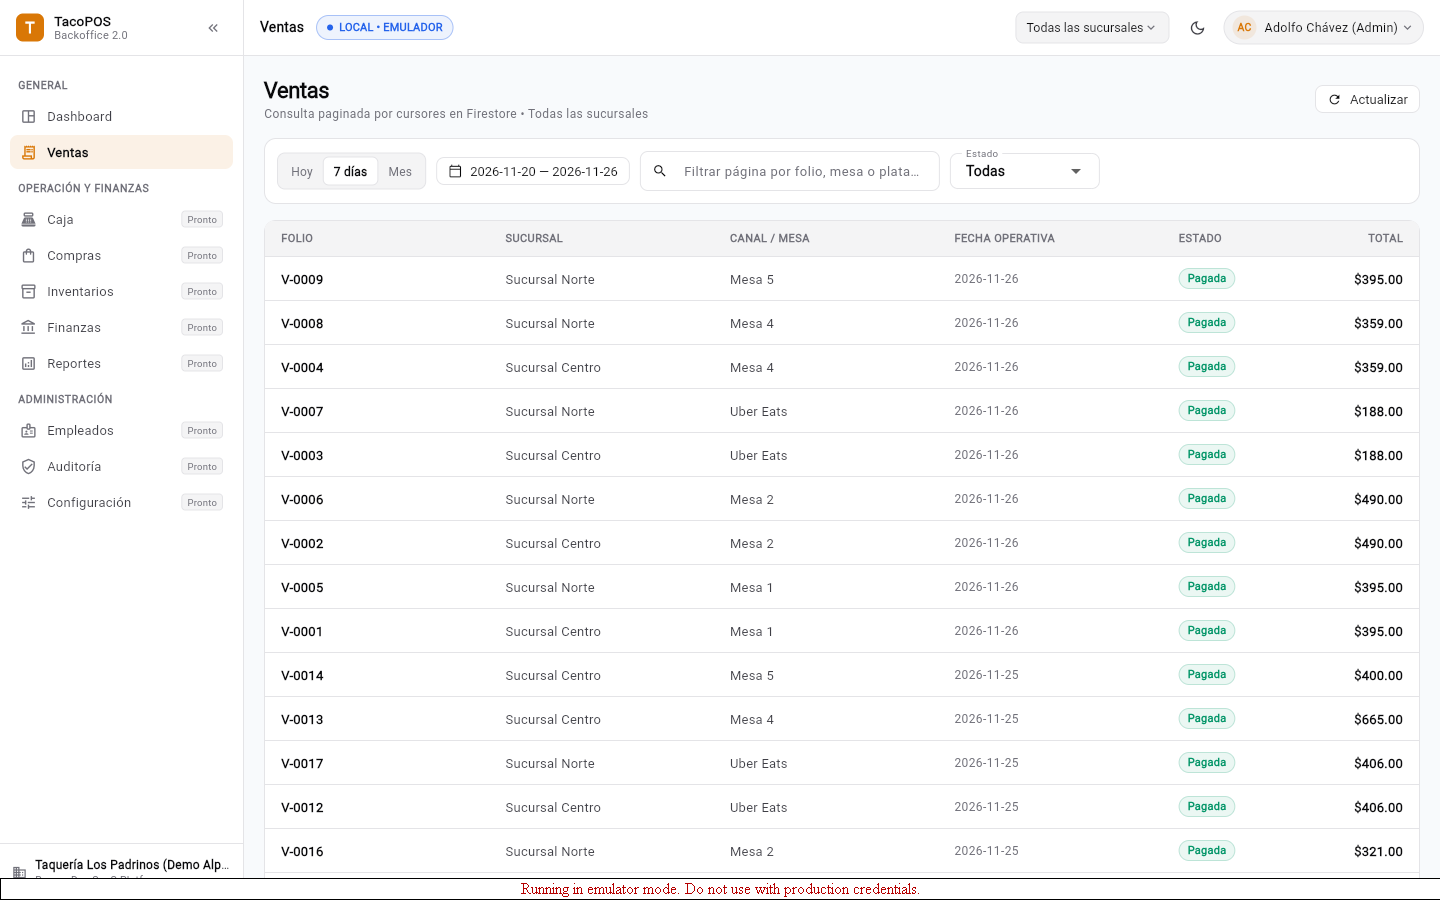 T
TacoPOS
Backoffice 2.0
GENERAL
Dashboard
Ventas
OPERACIÓN Y FINANZAS
Caja Pronto
Compras Pronto
Inventarios Pronto
Finanzas Pronto
Reportes Pronto
ADMINISTRACIÓN
Empleados Pronto
Auditoría Pronto
Configuración Pronto
Taquería Los Padrinos (Demo Alp...
Ventas LOCAL • EMULADOR Todas las sucursales AC Adolfo Chávez (Admin)
Ventas
Consulta paginada por cursores en Firestore • Todas las sucursales
Actualizar
Hoy 7 días Mes 2026-11-20 — 2026-11-26 Filtrar página por folio, mesa o plata... Estado
Todas
FOLIO SUCURSAL CANAL / MESA FECHA OPERATIVA ESTADO TOTAL
V-0009 Sucursal Norte Mesa 5 2026-11-26 Pagada $395.00
V-0008 Sucursal Norte Mesa 4 2026-11-26 Pagada $359.00
V-0004 Sucursal Centro Mesa 4 2026-11-26 Pagada $359.00
V-0007 Sucursal Norte Uber Eats 2026-11-26 Pagada $188.00
V-0003 Sucursal Centro Uber Eats 2026-11-26 Pagada $188.00
V-0006 Sucursal Norte Mesa 2 2026-11-26 Pagada $490.00
V-0002 Sucursal Centro Mesa 2 2026-11-26 Pagada $490.00
V-0005 Sucursal Norte Mesa 1 2026-11-26 Pagada $395.00
V-0001 Sucursal Centro Mesa 1 2026-11-26 Pagada $395.00
V-0014 Sucursal Centro Mesa 5 2026-11-25 Pagada $400.00
V-0013 Sucursal Centro Mesa 4 2026-11-25 Pagada $665.00
V-0017 Sucursal Norte Uber Eats 2026-11-25 Pagada $406.00
V-0012 Sucursal Centro Uber Eats 2026-11-25 Pagada $406.00
V-0016 Sucursal Norte Mesa 2 2026-11-25 Pagada $321.00
Running in emulator mode. Do not use with production credentials.